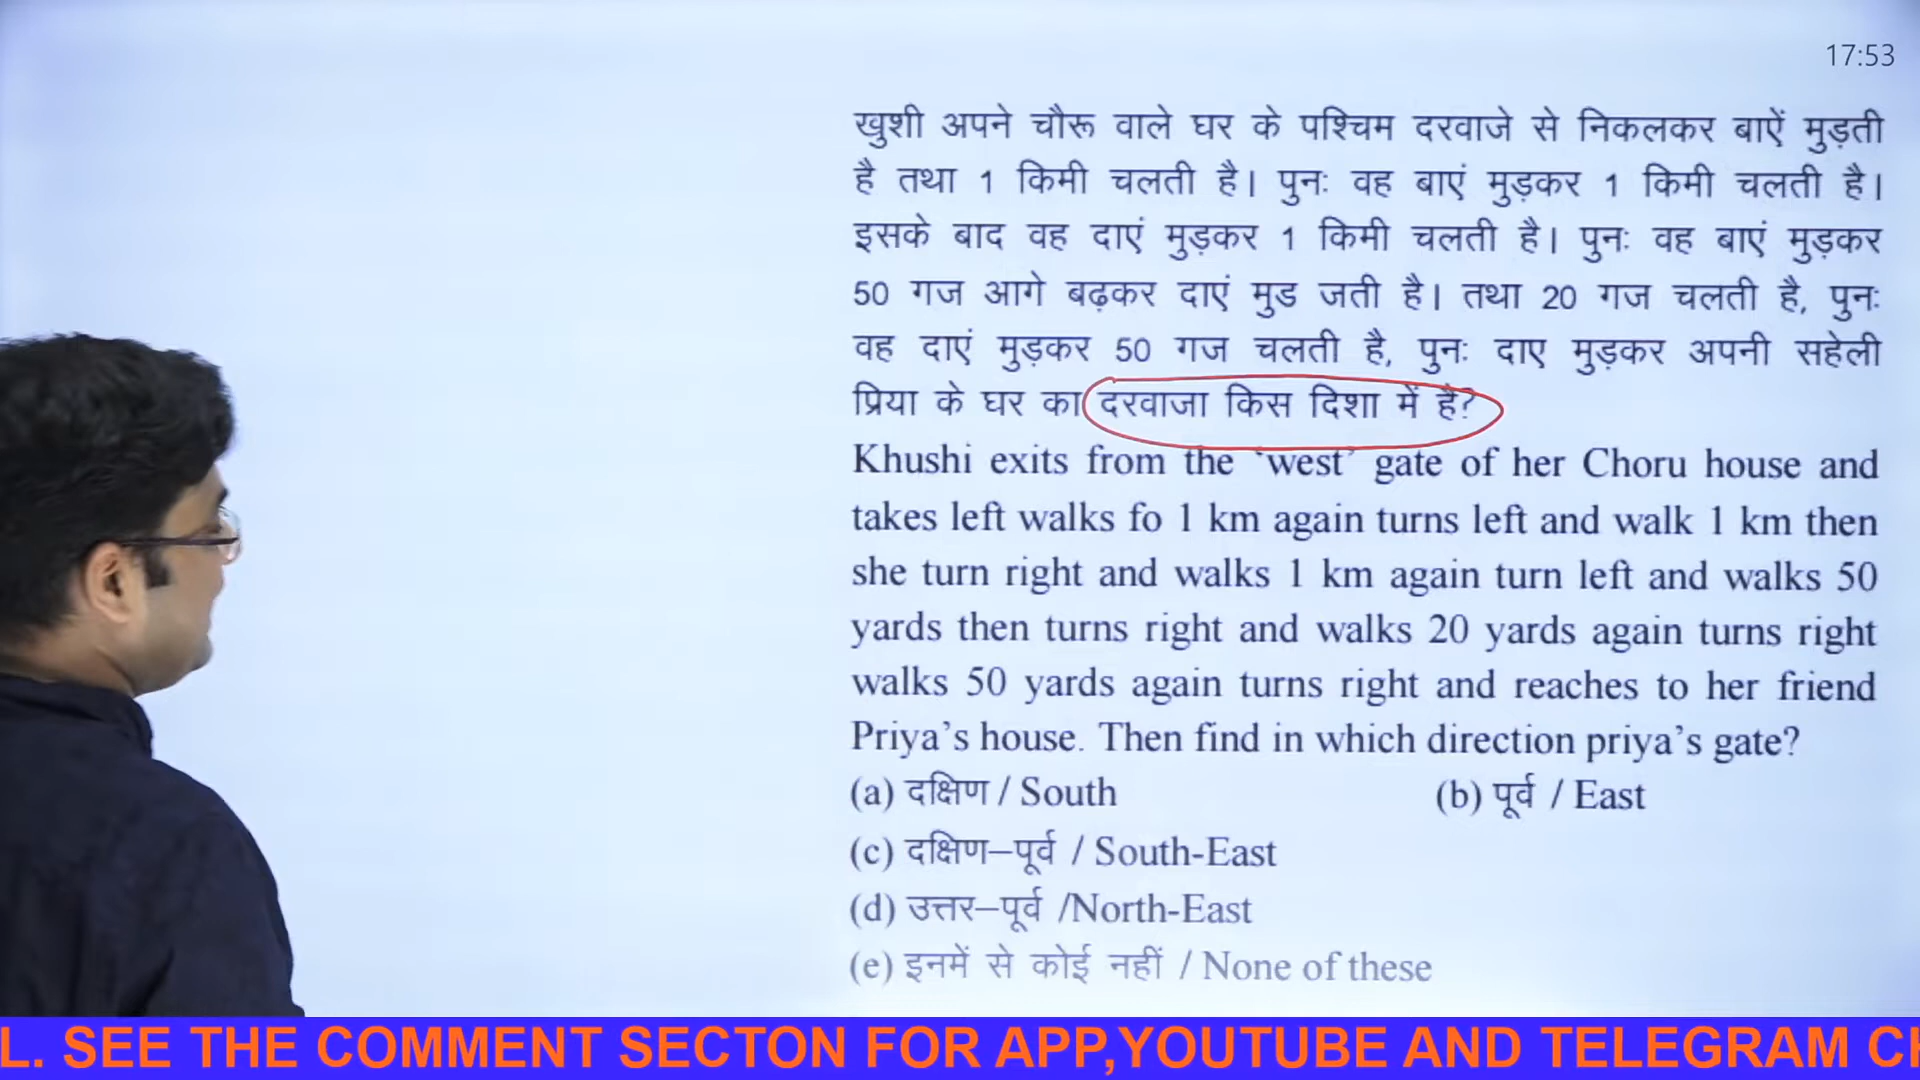 17:53
खुशी अपने चौरू वाले घर के पश्चिम दरवाजे से निकलकर बाऐं मुड़ती
है तथा 1 किमी चलती है। पुनः वह बाएं मुड़कर 1 किमी चलती है।
इसके बाद वह दाएं मुड़कर 1 किमी चलती है। पुनः वह बाएं मुड़कर
50 गज आगे बढ़कर दाएं मुड जती है। तथा 20 गज चलती है, पुनः
वह दाएं मुड़कर 50 गज चलती है, पुनः दाए मुड़कर अपनी सहेली
प्रिया के घर का दरवाजा किस दिशा में है?
Khushi exits from the ‘west’ gate of her Choru house and
takes left walks fo 1 km again turns left and walk 1 km then
she turn right and walks 1 km again turn left and walks 50
yards then turns right and walks 20 yards again turns right
walks 50 yards again turns right and reaches to her friend
Priya’s house. Then find in which direction priya’s gate?
(a) दक्षिण / South (b) पूर्व / East
(c) दक्षिण–पूर्व / South-East
(d) उत्तर–पूर्व /North-East
(e) इनमें से कोई नहीं / None of these
L. SEE THE COMMENT SECTON FOR APP,YOUTUBE AND TELEGRAM CH